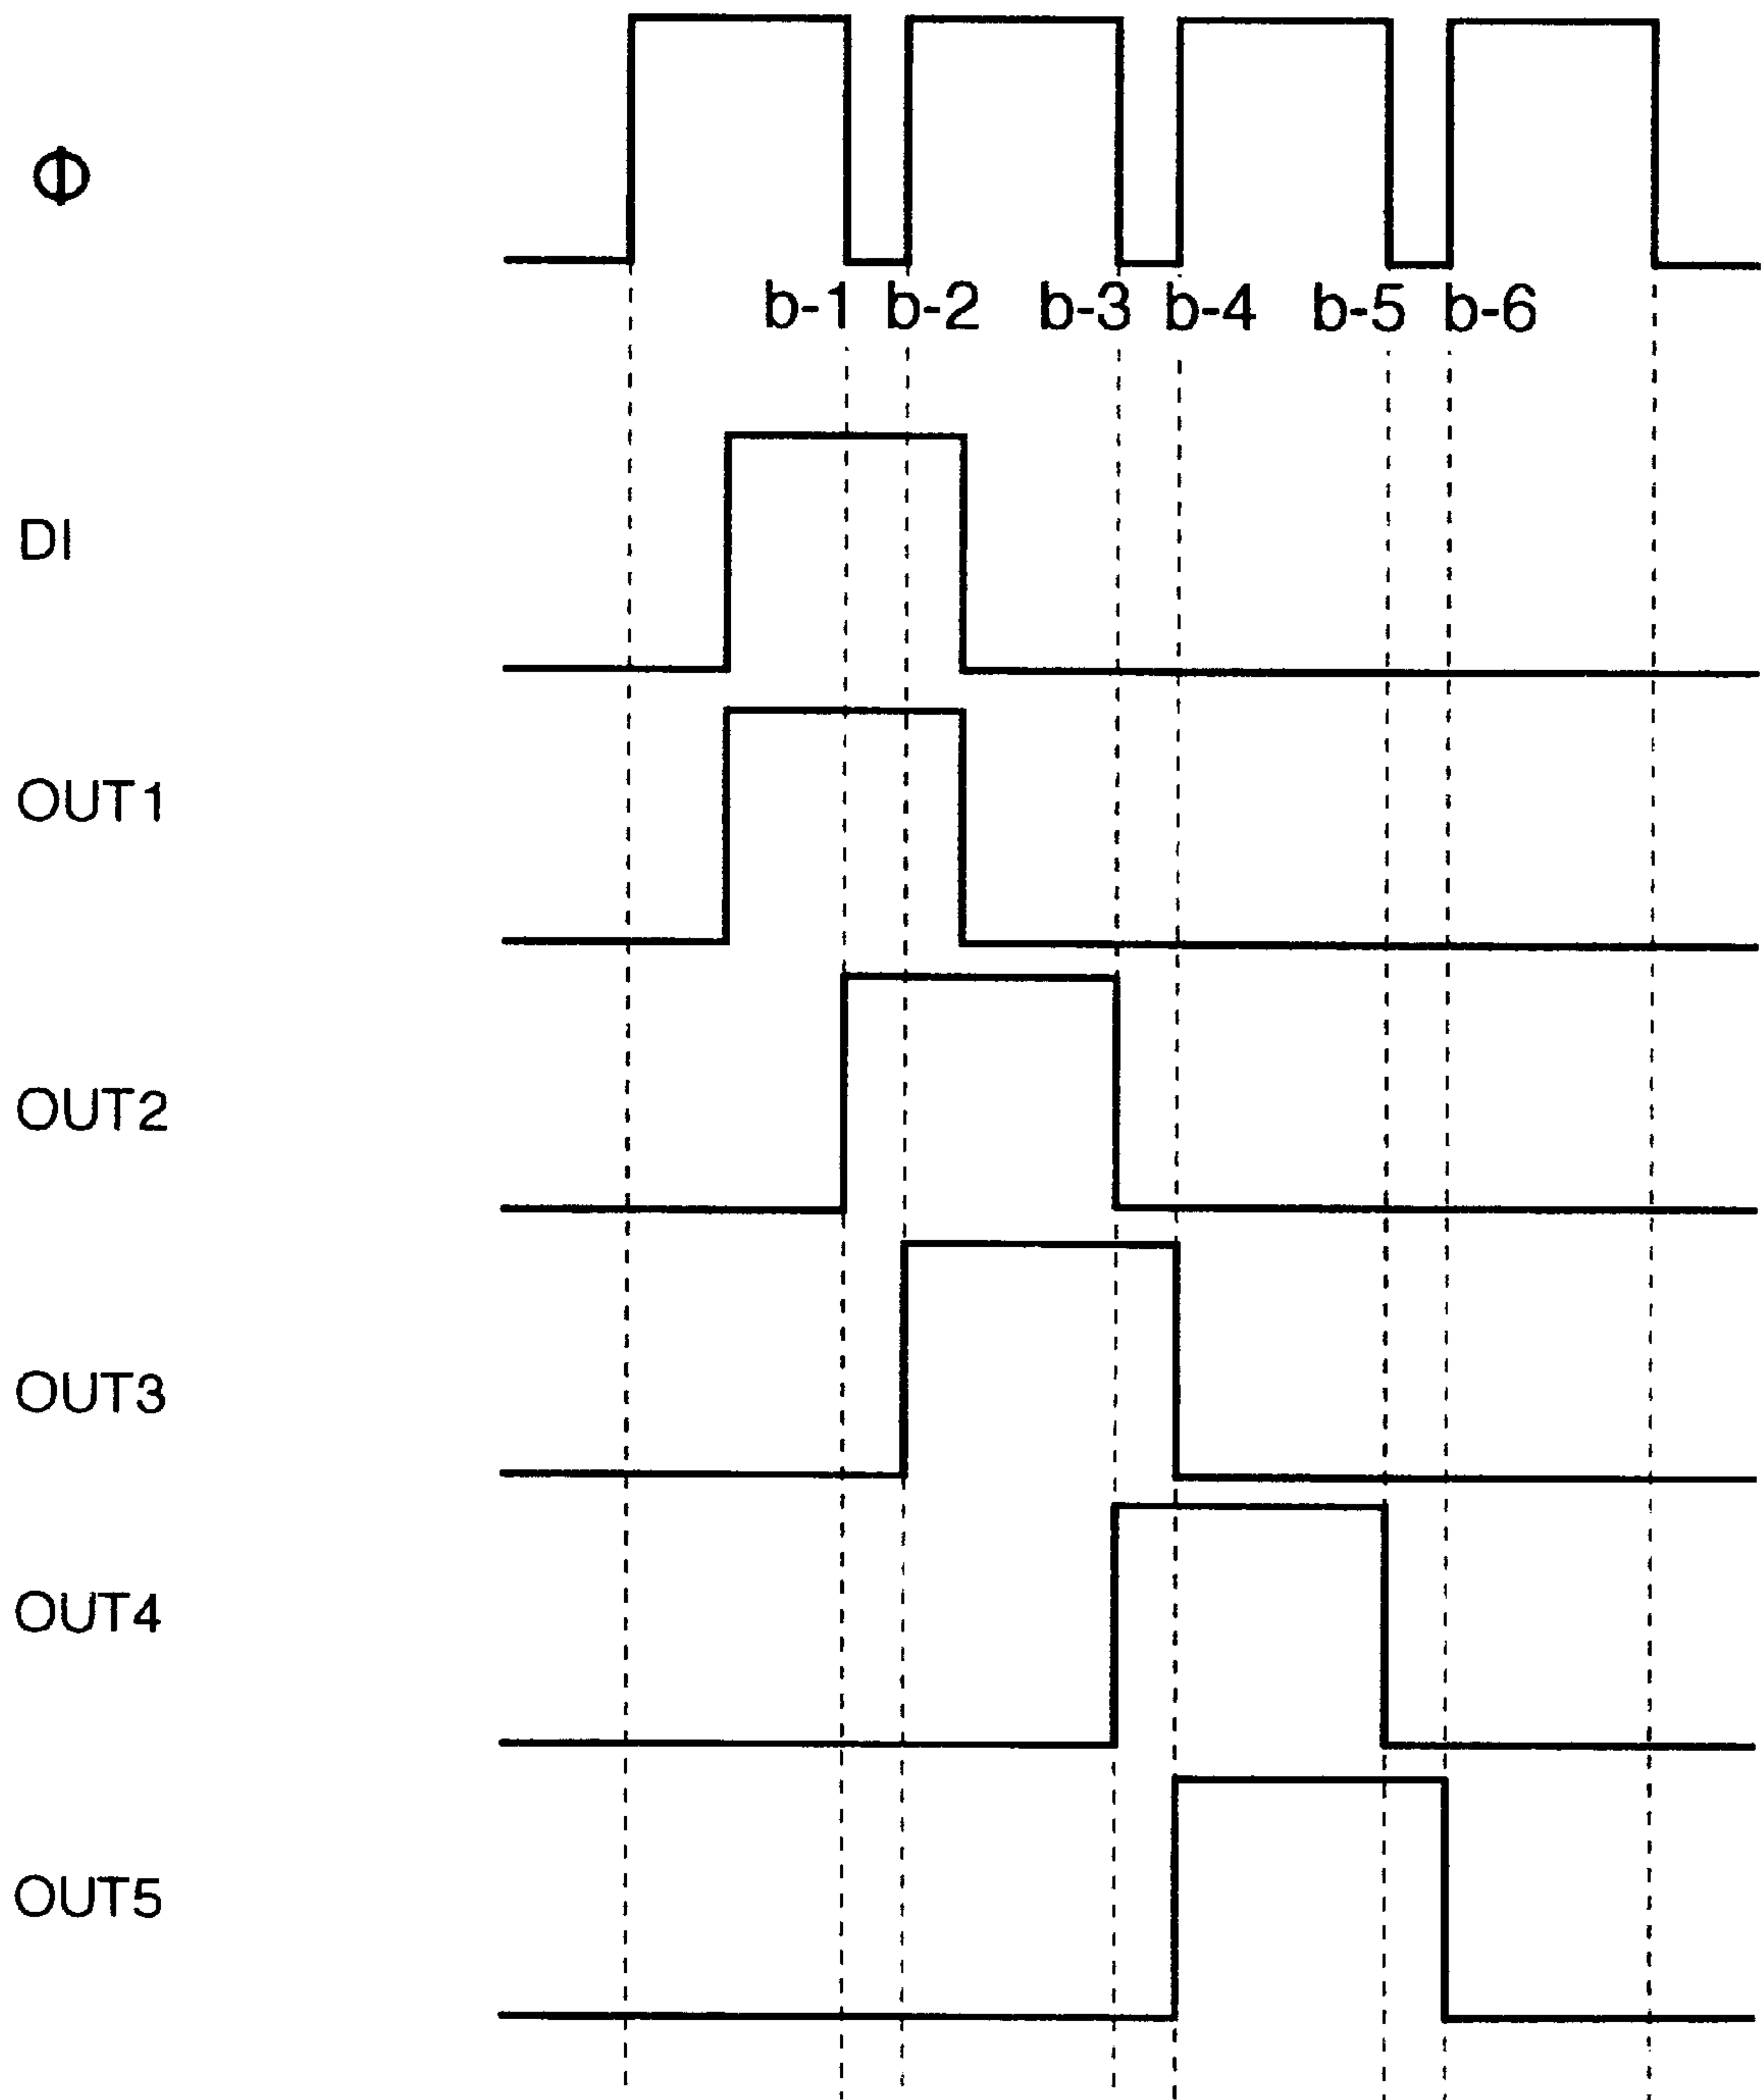 Φ
b-1 b-2 b-3 b-4 b-5 b-6
DI
OUT1
OUT2
OUT3
OUT4
OUT5